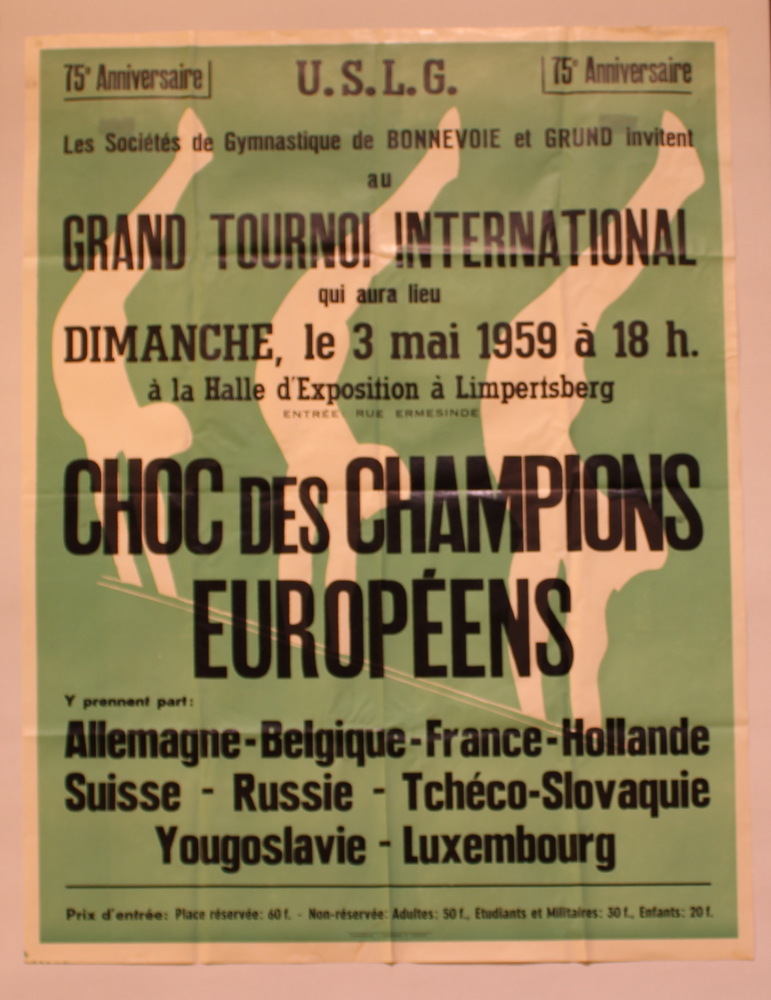 75e Anniversaire U.S.L.G. 75e Anniversaire
Les Sociétés de Gymnastique de BONNEVOIE et GRUND invitent
au
GRAND TOURNOI INTERNATIONAL
qui aura lieu
DIMANCHE, le 3 mai 1959 à 18 h.
à la Halle d'Exposition à Limpertsberg
ENTRÉE RUE ERMESINDE
CHOC DES CHAMPIONS
EUROPÉENS
Y prennent part:
Allemagne-Belgique-France-Hollande
Suisse - Russie - Tchéco-Slovaquie
Yougoslavie - Luxembourg
Prix d'entrée: Place réservée: 60 f. - Non-réservée: Adultes: 50 f., Etudiants et Militaires: 30 f., Enfants: 20 f.